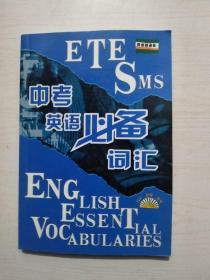 ETE
SMS
中考
英语必备
词汇
ENGLISH
ESSENTIAL
VOCABULARIES